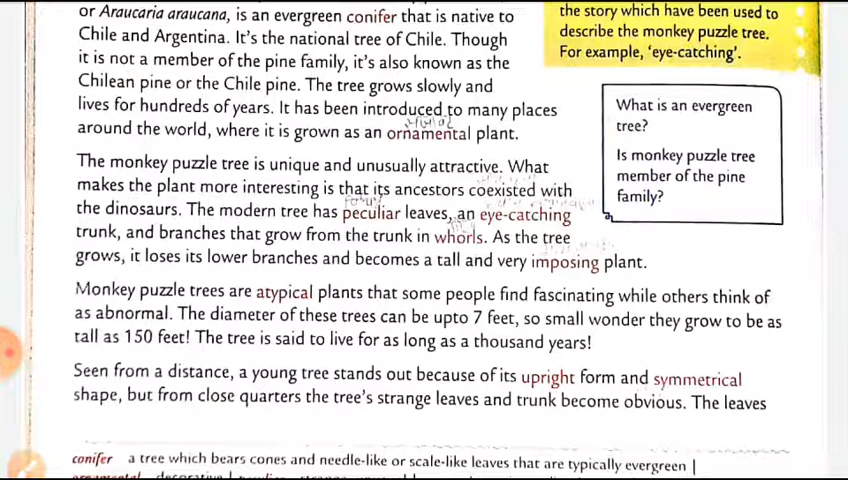 or Araucaria araucana, is an evergreen conifer that is native to
Chile and Argentina. It's the national tree of Chile. Though
it is not a member of the pine family, it's also known as the
Chilean pine or the Chile pine. The tree grows slowly and
lives for hundreds of years. It has been introduced to many places
around the world, where it is grown as an ornamental plant.
The monkey puzzle tree is unique and unusually attractive. What
makes the plant more interesting is that its ancestors coexisted with
the dinosaurs. The modern tree has peculiar leaves, an eye-catching
trunk, and branches that grow from the trunk in whorls. As the tree
grows, it loses its lower branches and becomes a tall and very imposing plant.
Monkey puzzle trees are atypical plants that some people find fascinating while others think of
as abnormal. The diameter of these trees can be upto 7 feet, so small wonder they grow to be as
tall as 150 feet! The tree is said to live for as long as a thousand years!
Seen from a distance, a young tree stands out because of its upright form and symmetrical
shape, but from close quarters the tree's strange leaves and trunk become obvious. The leaves
conifer a tree which bears cones and needle-like or scale-like leaves that are typically evergreen |
the story which have been used to
describe the monkey puzzle tree.
For example, 'eye-catching'.
What is an evergreen
tree?
Is monkey puzzle tree
member of the pine
family?